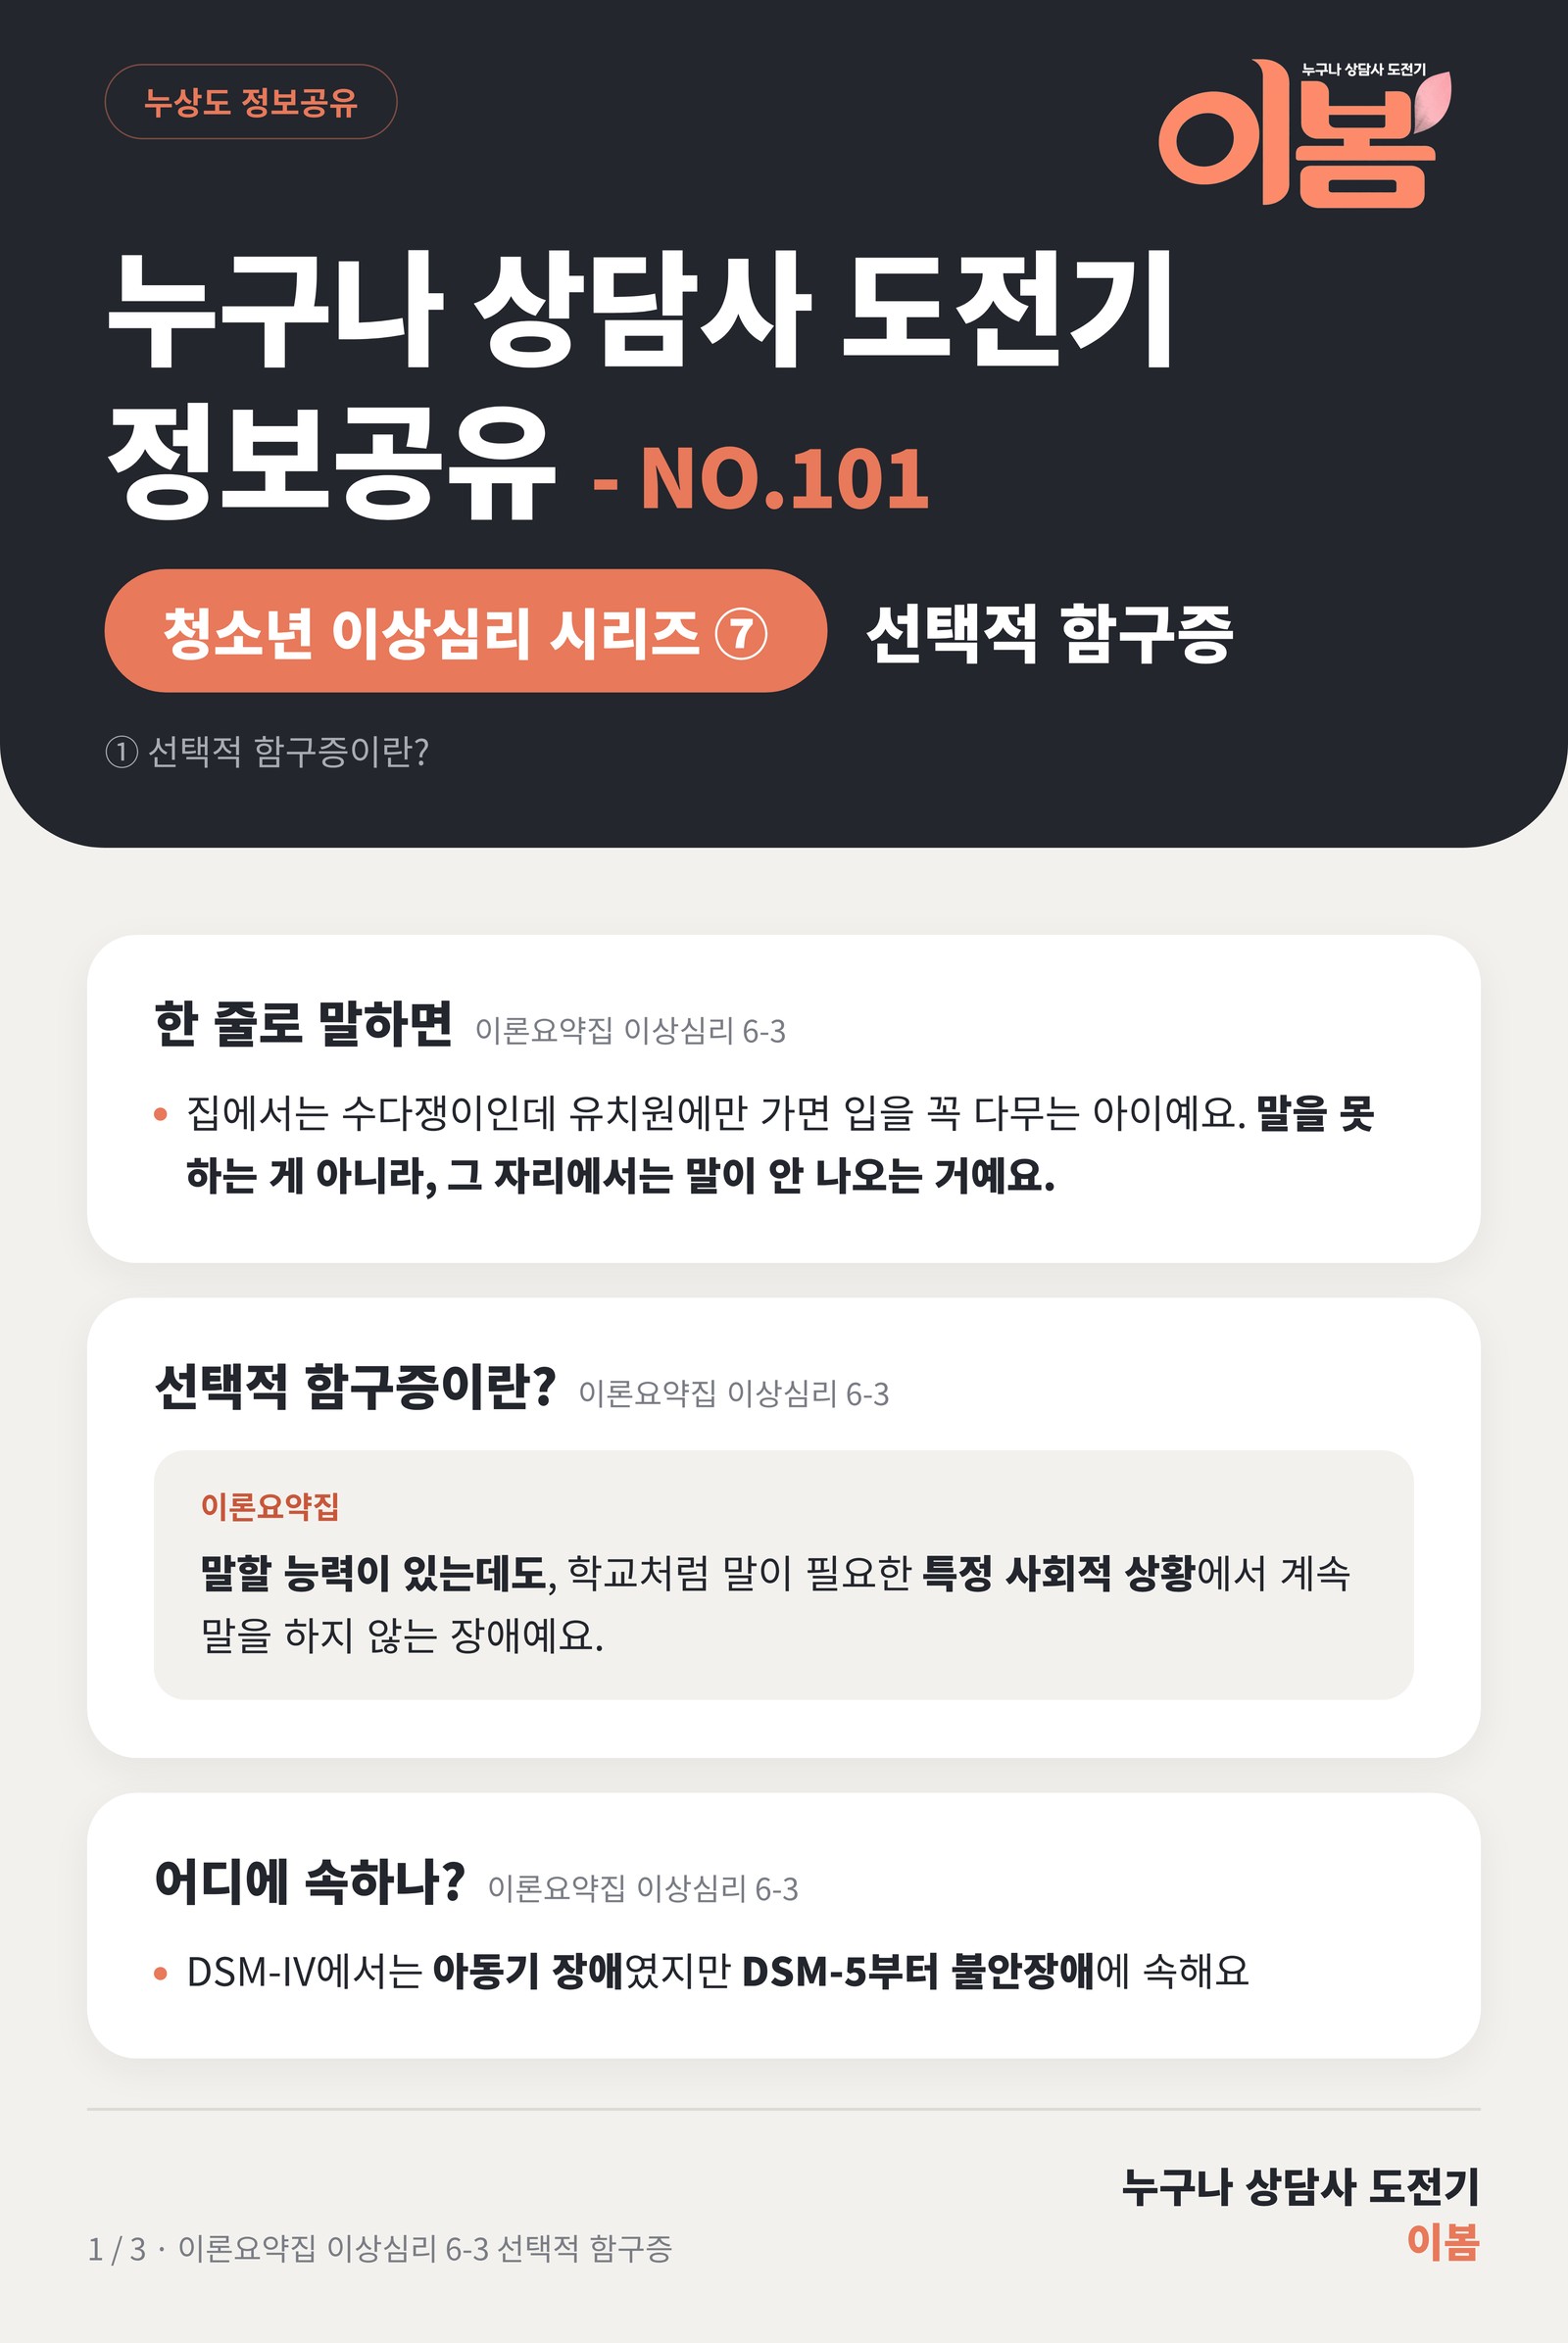 누상도 정보공유
누구나 상담사 도전기
이봄
누구나 상담사 도전기
정보공유 - NO.101
청소년 이상심리 시리즈 ⑦ 선택적 함구증
① 선택적 함구증이란?
한 줄로 말하면 이론요약집 이상심리 6-3
• 집에서는 수다쟁이인데 유치원에만 가면 입을 꼭 다무는 아이예요. 말을 못
하는 게 아니라, 그 자리에서는 말이 안 나오는 거예요.
선택적 함구증이란? 이론요약집 이상심리 6-3
이론요약집
말할 능력이 있는데도, 학교처럼 말이 필요한 특정 사회적 상황에서 계속
말을 하지 않는 장애예요.
어디에 속하나? 이론요약집 이상심리 6-3
• DSM-IV에서는 아동기 장애였지만 DSM-5부터 불안장애에 속해요
누구나 상담사 도전기
1 / 3 · 이론요약집 이상심리 6-3 선택적 함구증
이봄